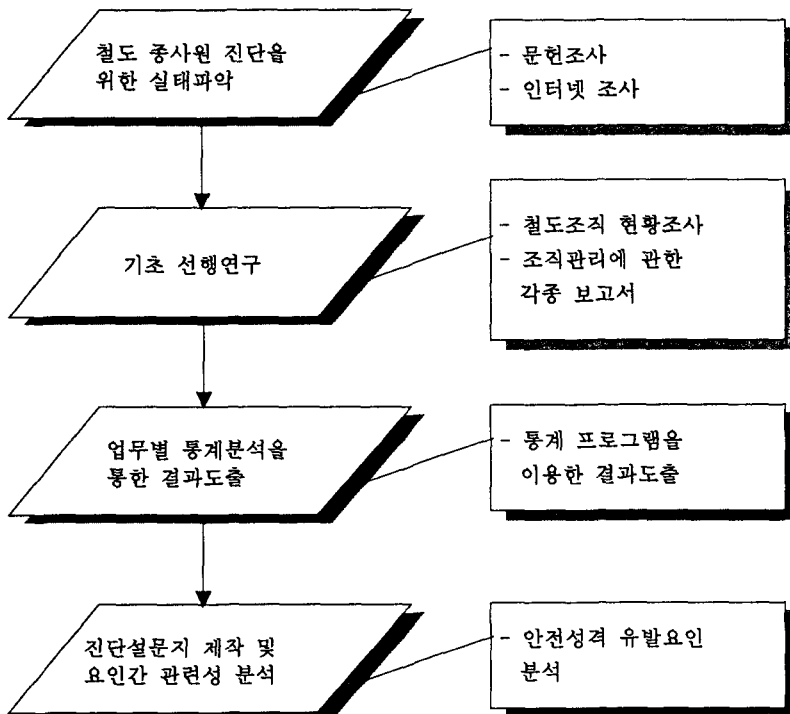 철도 종사원 진단을
위한 실태파악
- 문헌조사
- 인터넷 조사
기초 선행연구
- 철도조직 현황조사
- 조직관리에 관한
각종 보고서
업무별 통계분석을
통한 결과도출
- 통계 프로그램을
이용한 결과도출
진단설문지 제작 및
요인간 관련성 분석
- 안전성격 유발요인
분석